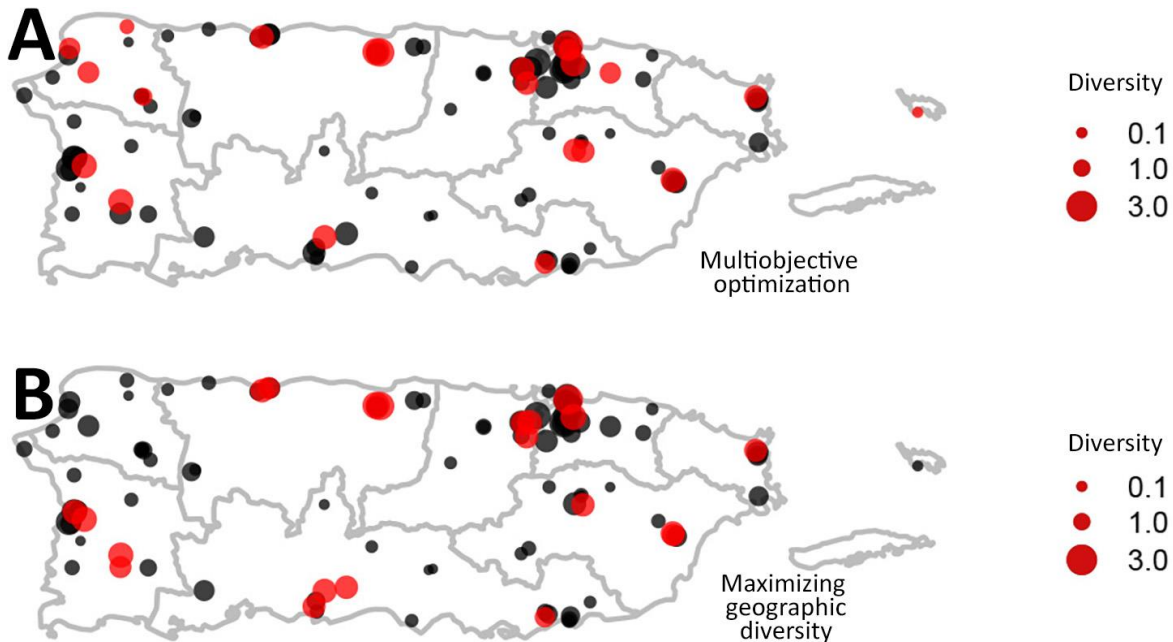 A
Diversity
0.1
1.0
3.0
Multiobjective
optimization
B
Diversity
0.1
1.0
3.0
Maximizing
geographic
diversity